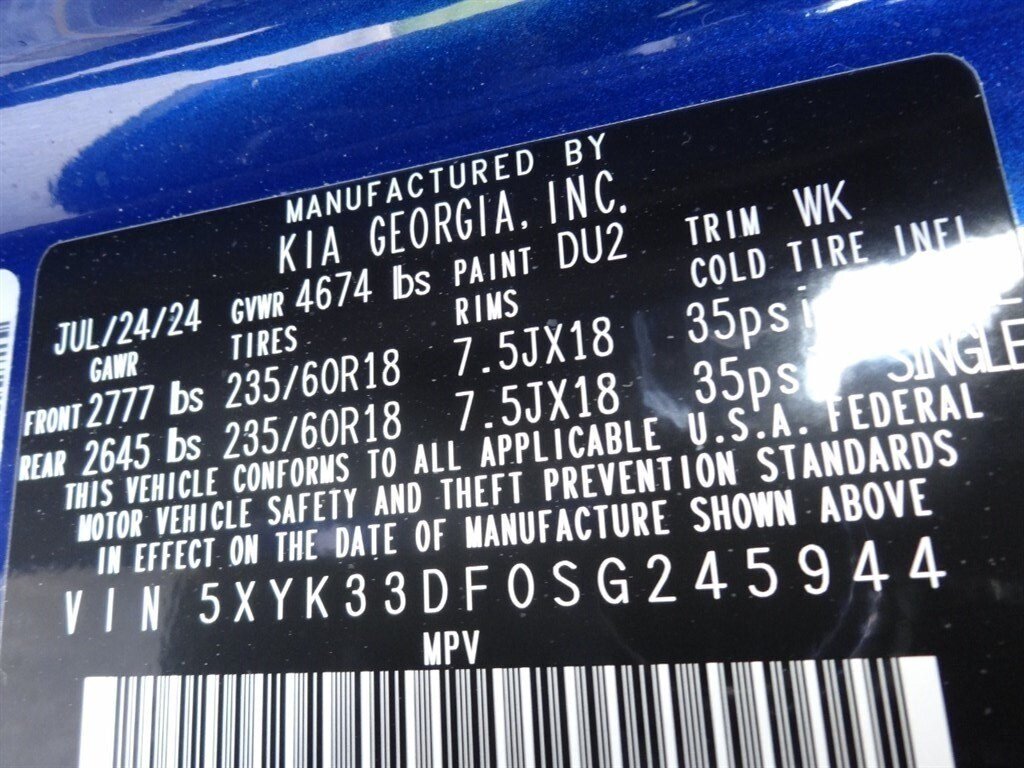 MANUFACTURED BY
KIA GEORGIA, INC.
JUL/24/24 GVWR 4674 lbs PAINT DU2 TRIM WK
GAWR TIRES RIMS COLD TIRE INFL
FRONT 2777 lbs 235/60R18 7.5JX18 35psi
REAR 2645 lbs 235/60R18 7.5JX18 35ps SINGLE
THIS VEHICLE CONFORMS TO ALL APPLICABLE U.S.A. FEDERAL
MOTOR VEHICLE SAFETY AND THEFT PREVENTION STANDARDS
IN EFFECT ON THE DATE OF MANUFACTURE SHOWN ABOVE
VIN 5XYK33DF0SG245944
MPV